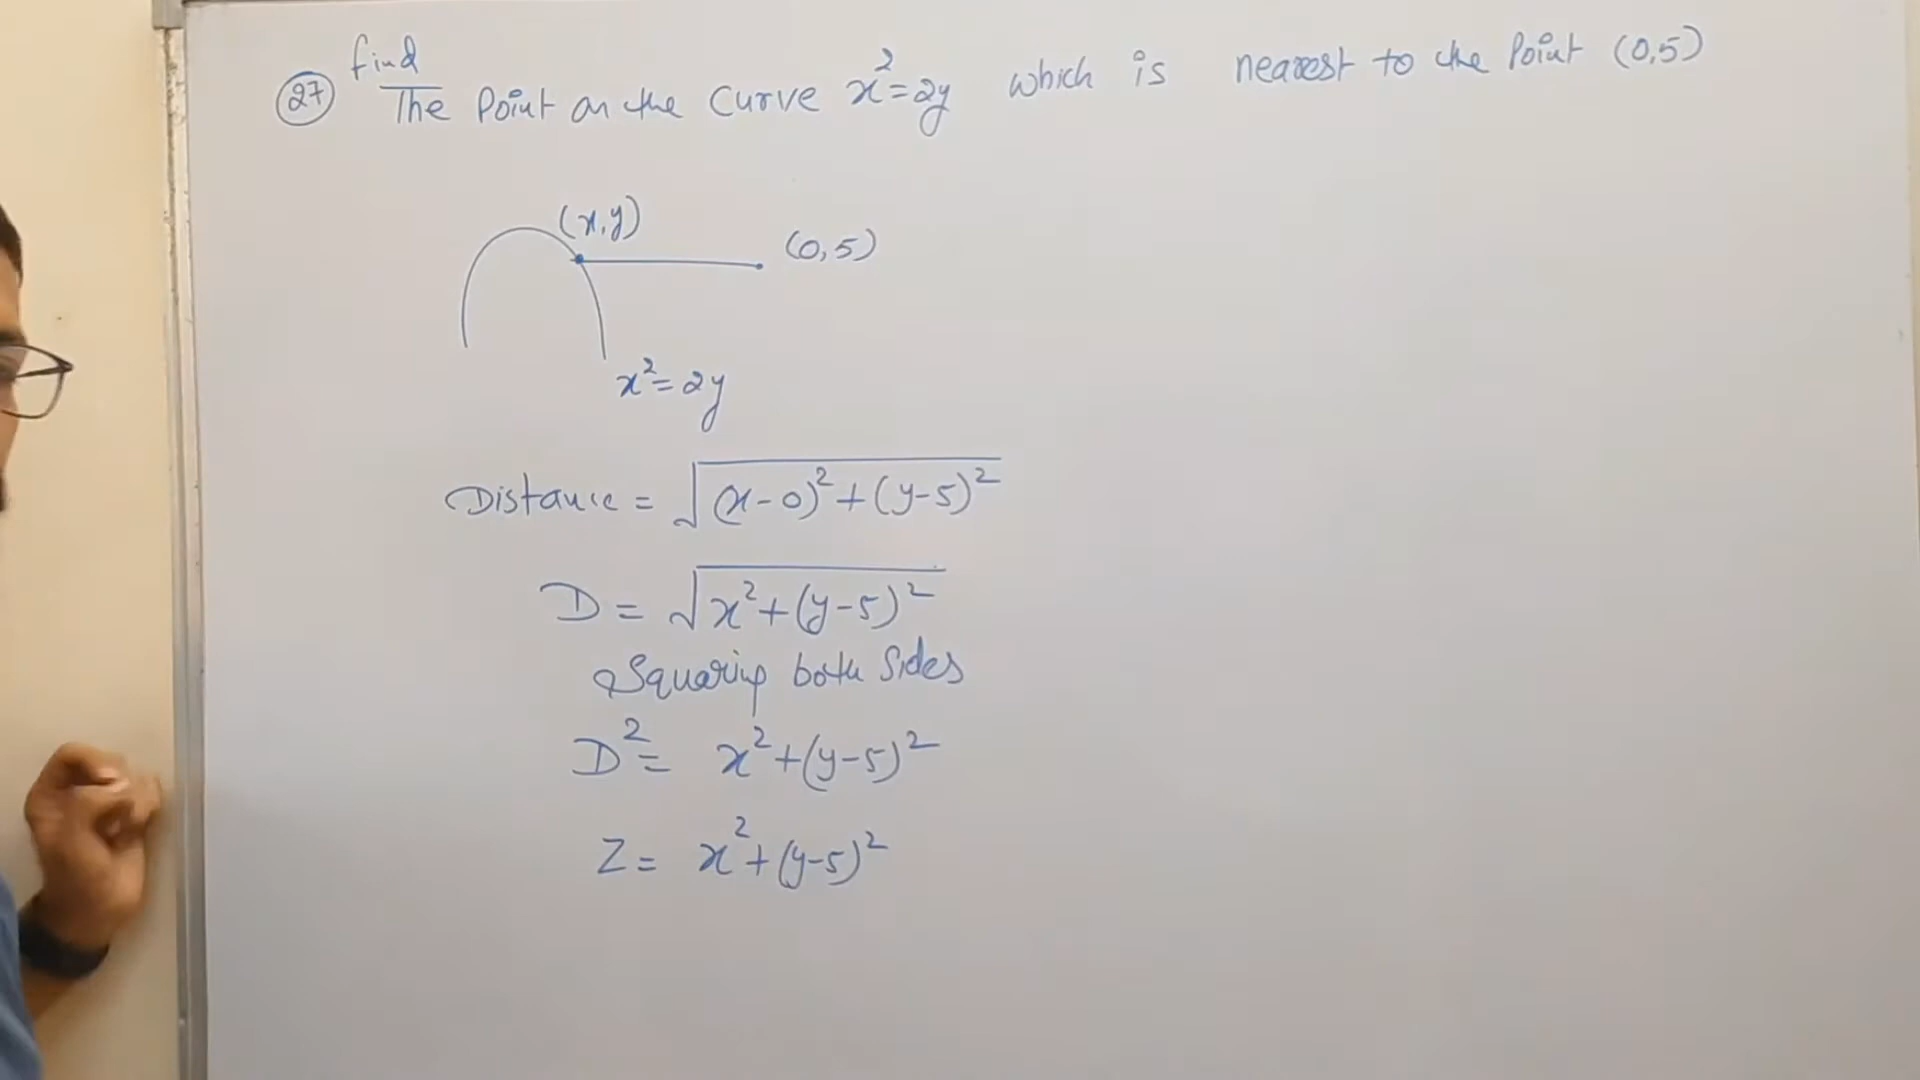 find
(27) The Point on the Curve x²=2y which is nearest to the Point (0,5)
(x,y)
(0,5)
x²=2y
Distance = √(x-0)²+(y-5)²
D = √x²+(y-5)²
Squaring both Sides
D² = x²+(y-5)²
Z = x²+(y-5)²